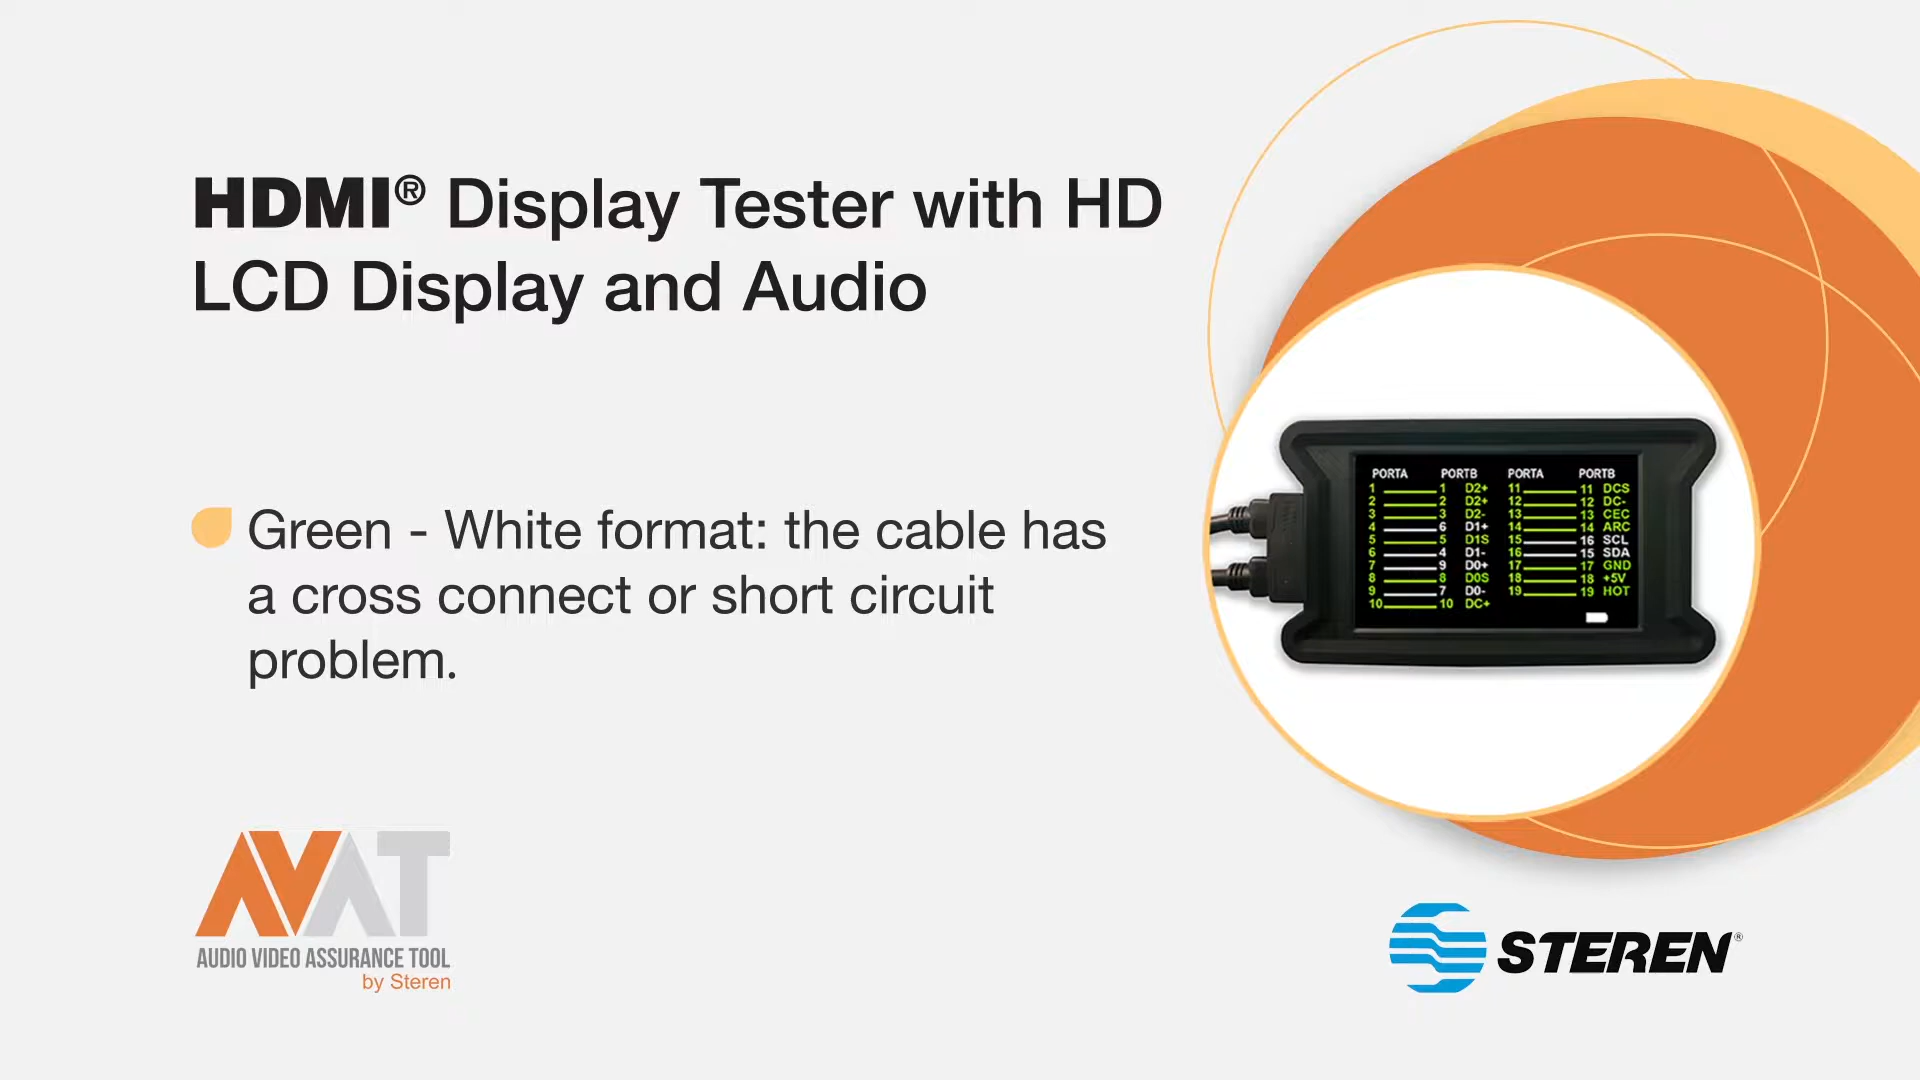 HDMI® Display Tester with HD
LCD Display and Audio
Green - White format: the cable has
a cross connect or short circuit
problem.
PORTA PORTB PORTA PORTB
1 1 D2+ 11 11 DCS
2 2 D2+ 12 12 DC-
3 3 D2- 13 13 CEC
4 6 D1+ 14 14 ARC
5 5 D1S 15 16 SCL
6 4 D1- 16 15 SDA
7 9 D0+ 17 17 GND
8 8 D0S 18 18 +5V
9 7 D0- 19 19 HOT
10 10 DC+
AVAT
AUDIO VIDEO ASSURANCE TOOL
by Steren
STEREN®